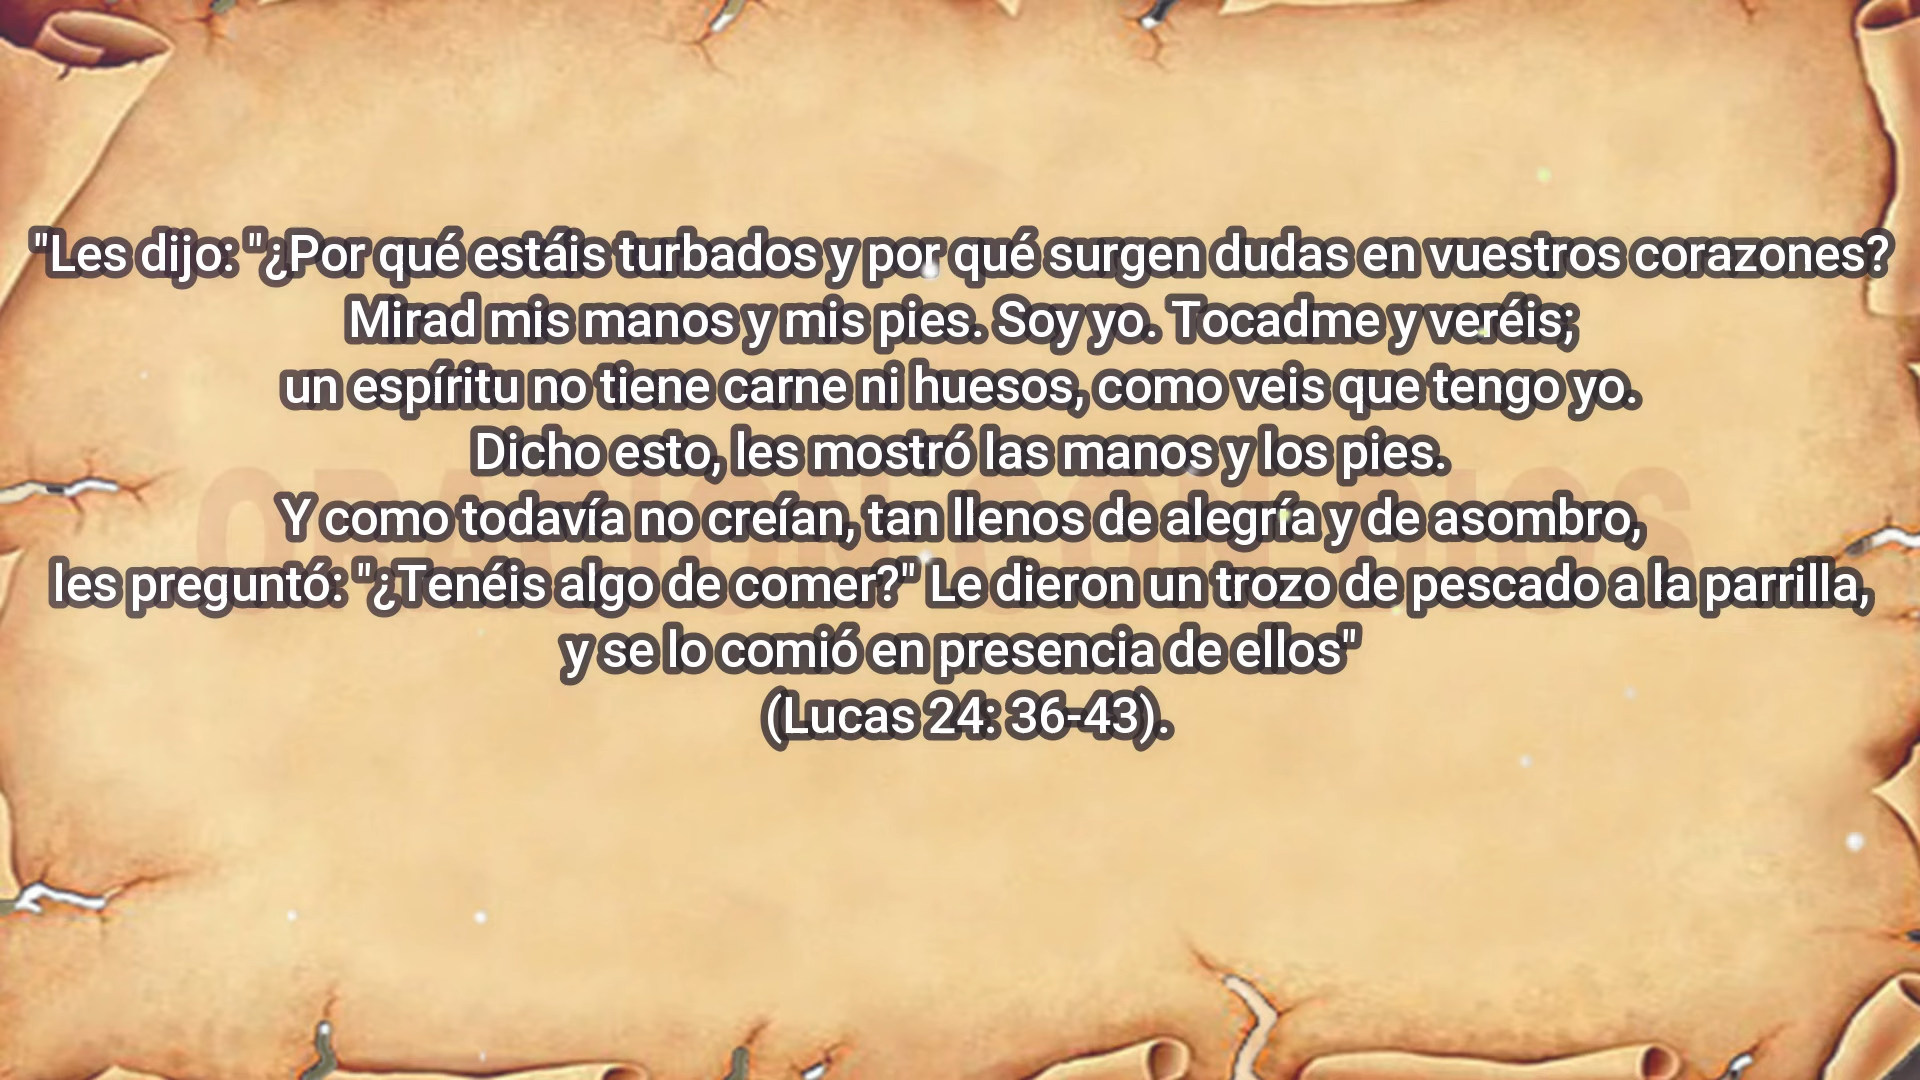 "Les dijo: "¿Por qué estáis turbados y por qué surgen dudas en vuestros corazones?
Mirad mis manos y mis pies. Soy yo. Tocadme y veréis;
un espíritu no tiene carne ni huesos, como veis que tengo yo.
Dicho esto, les mostró las manos y los pies.
Y como todavía no creían, tan llenos de alegría y de asombro,
les preguntó: "¿Tenéis algo de comer?" Le dieron un trozo de pescado a la parrilla,
y se lo comió en presencia de ellos"
(Lucas 24: 36-43).
ORACIÓN CON DIOS